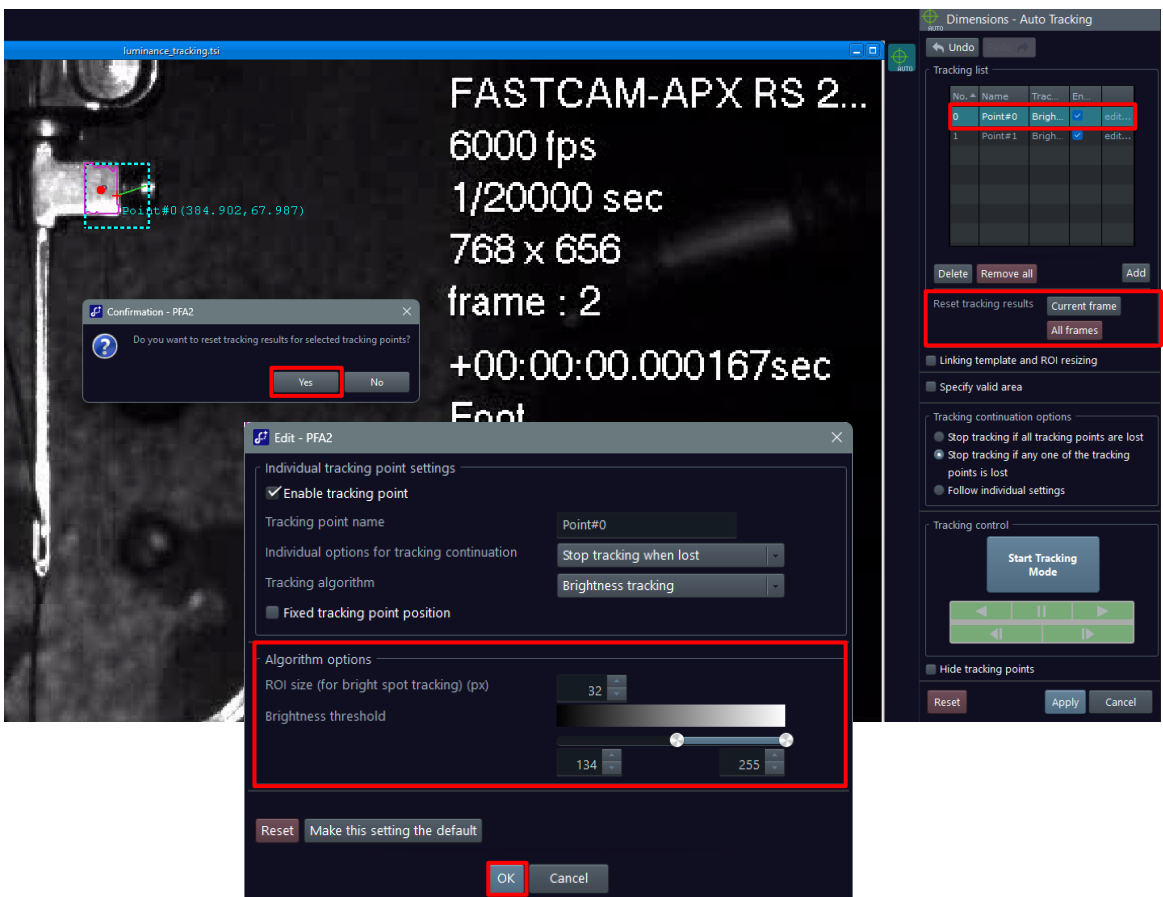 luminance_tracking.tsi
FASTCAM-APX RS 2...
6000 fps
1/20000 sec
768 x 656
frame : 2
+00:00:00.000167sec
Point#0(384.902,67.987)
Confirmation - PFA2
Do you want to reset tracking results for selected tracking points?
Yes
No
Edit - PFA2
Individual tracking point settings
Enable tracking point
Tracking point name
Point#0
Individual options for tracking continuation
Stop tracking when lost
Tracking algorithm
Brightness tracking
Fixed tracking point position
Algorithm options
ROI size (for bright spot tracking) (px)
32
Brightness threshold
134
255
Reset
Make this setting the default
OK
Cancel
AUTO
AUTO
Dimensions - Auto Tracking
Undo
Tracking list
No. Name Trac... En...
0 Point#0 Brigh... edit...
1 Point#1 Brigh... edit...
Delete
Remove all
Add
Reset tracking results
Current frame
All frames
Linking template and ROI resizing
Specify valid area
Tracking continuation options
Stop tracking if all tracking points are lost
Stop tracking if any one of the tracking
points is lost
Follow individual settings
Tracking control
Start Tracking
Mode
Hide tracking points
Reset
Apply
Cancel